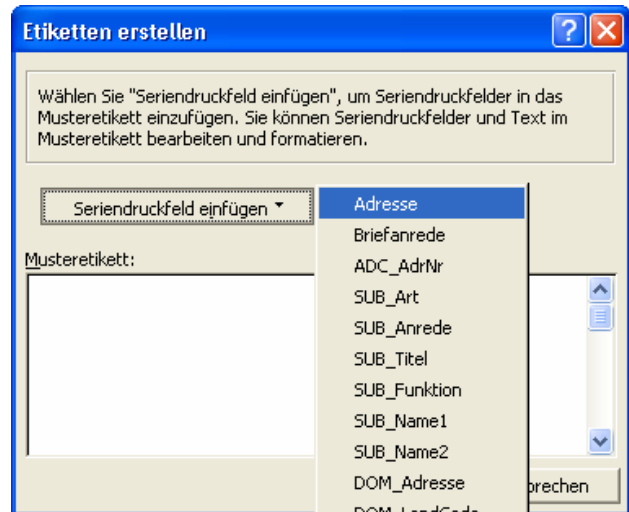 Etiketten erstellen
Wählen Sie "Seriendruckfeld einfügen", um Seriendruckfelder in das
Musteretikett einzufügen. Sie können Seriendruckfelder und Text im
Musteretikett bearbeiten und formatieren.
Seriendruckfeld einfügen
Adresse
Briefanrede
ADC_AdrNr
SUB_Art
SUB_Anrede
SUB_Titel
SUB_Funktion
SUB_Name1
SUB_Name2
DOM_Adresse
Musteretikett:
brechen